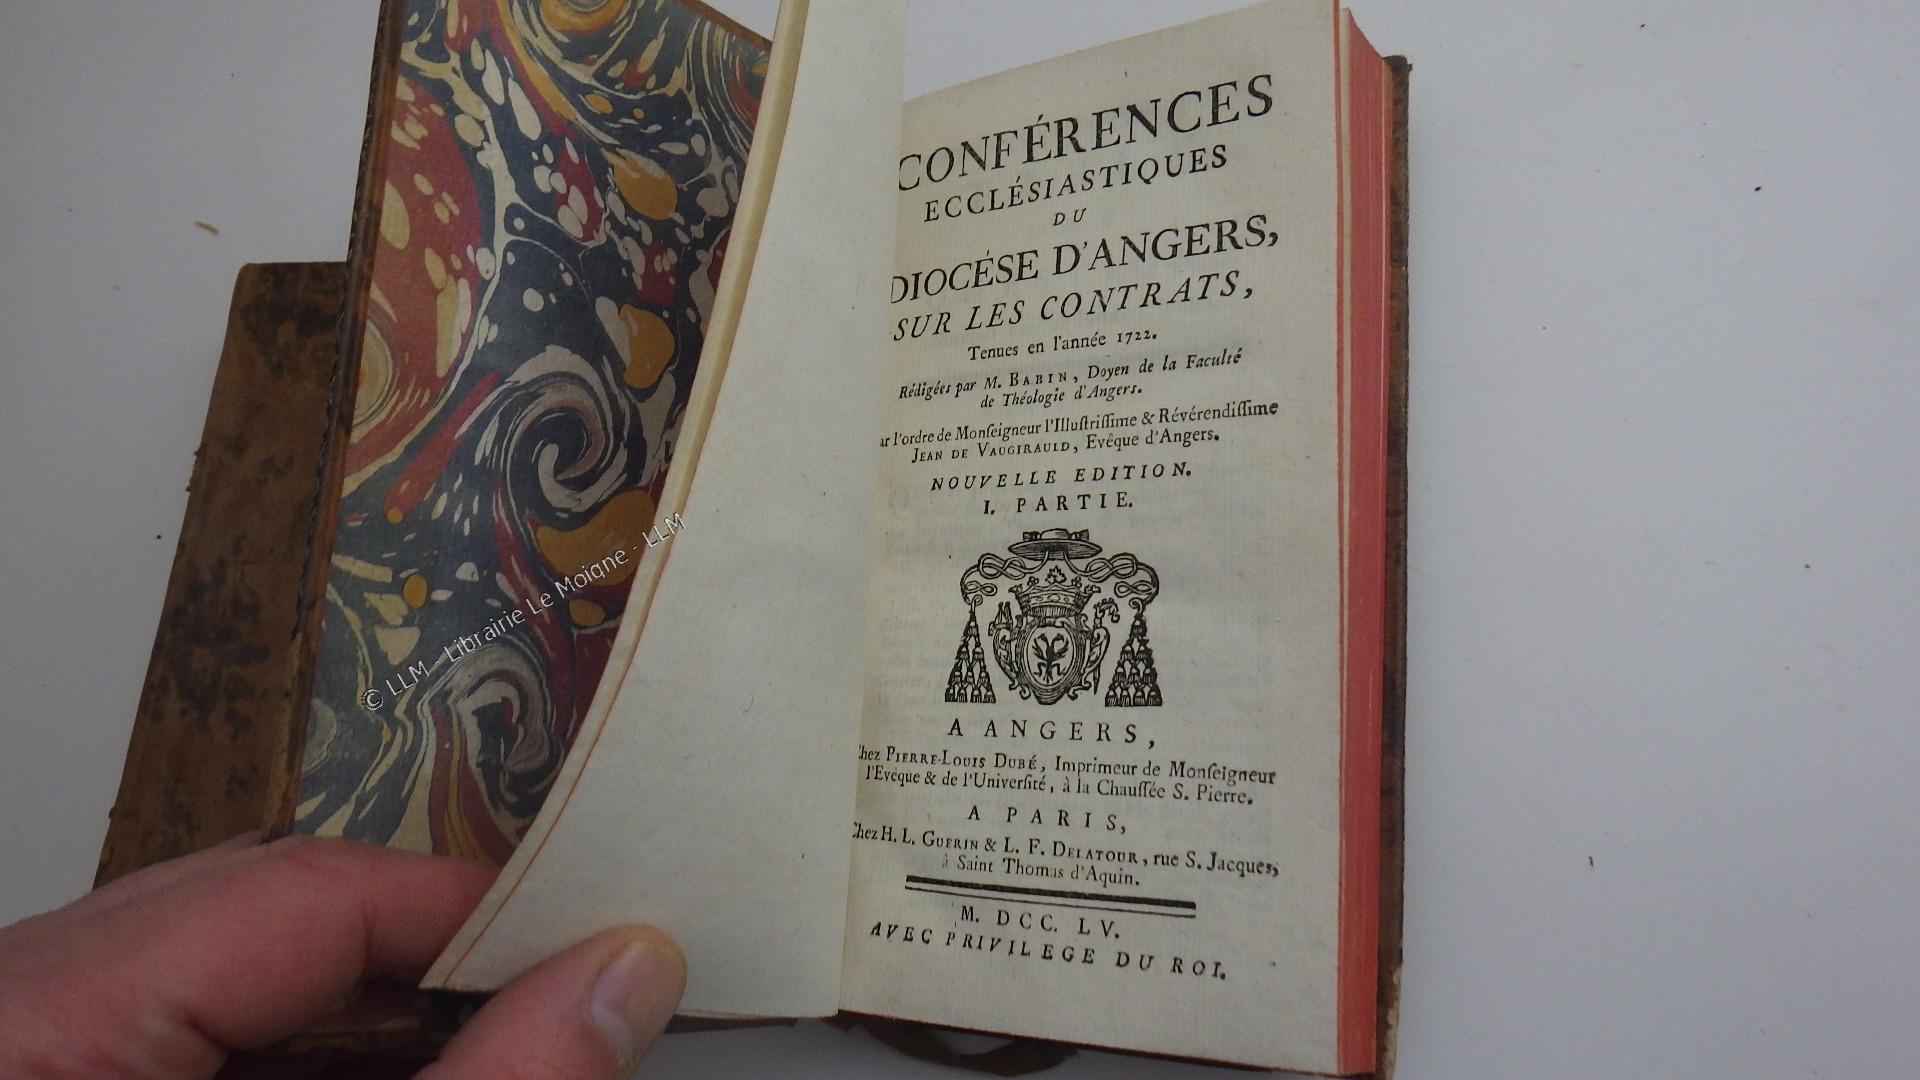 CONFÉRENCES
ECCLÉSIASTIQUES
DU
DIOCÉSE D'ANGERS,
SUR LES CONTRATS,
Tenues en l'année 1722.
Rédigées par M. BABIN, Doyen de la Faculté
de Théologie d'Angers.
ar l'ordre de Monſeigneur l'Illuſtriſſime & Révérendiſſime
JEAN DE VAUGIRAULD, Evêque d'Angers.
NOUVELLE EDITION.
I. PARTIE.
A ANGERS,
hez PIERRE-LOUIS DUBÉ, Imprimeur de Monſeigneur
l'Evêque & de l'Univerſité, à la Chauſſée S. Pierre.
A PARIS,
Chez H. L. GUERIN & L. F. DELATOUR, rue S. Jacques,
à Saint Thomas d'Aquin.
M. DCC. LV.
AVEC PRIVILEGE DU ROI.
© LLM - Librairie Le Moigne - LLM